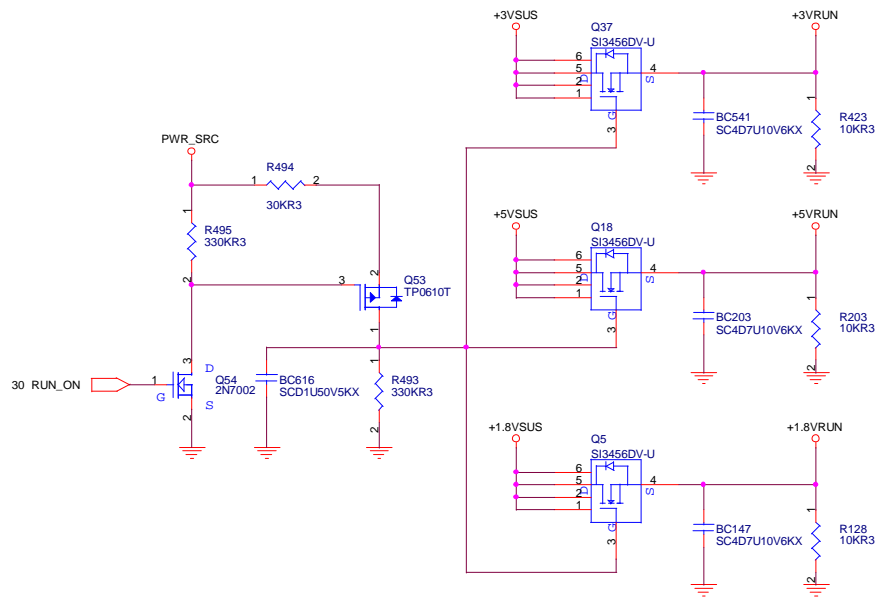 +3VSUS
+3VRUN
Q37
SI3456DV-U
6
5
2
1
D
4
S
G
3
BC541
SC4D7U10V6KX
1
R423
10KR3
2
PWR_SRC
R494
1
2
30KR3
1
R495
330KR3
2
3
2
Q53
TP0610T
1
+5VSUS
+5VRUN
Q18
SI3456DV-U
6
5
2
1
D
4
S
G
3
BC203
SC4D7U10V6KX
1
R203
10KR3
2
30 RUN_ON
1
G
3
D
Q54
2N7002
S
2
BC616
SCD1U50V5KX
1
R493
330KR3
2
+1.8VSUS
+1.8VRUN
Q5
SI3456DV-U
6
5
2
1
D
4
S
G
3
BC147
SC4D7U10V6KX
1
R128
10KR3
2